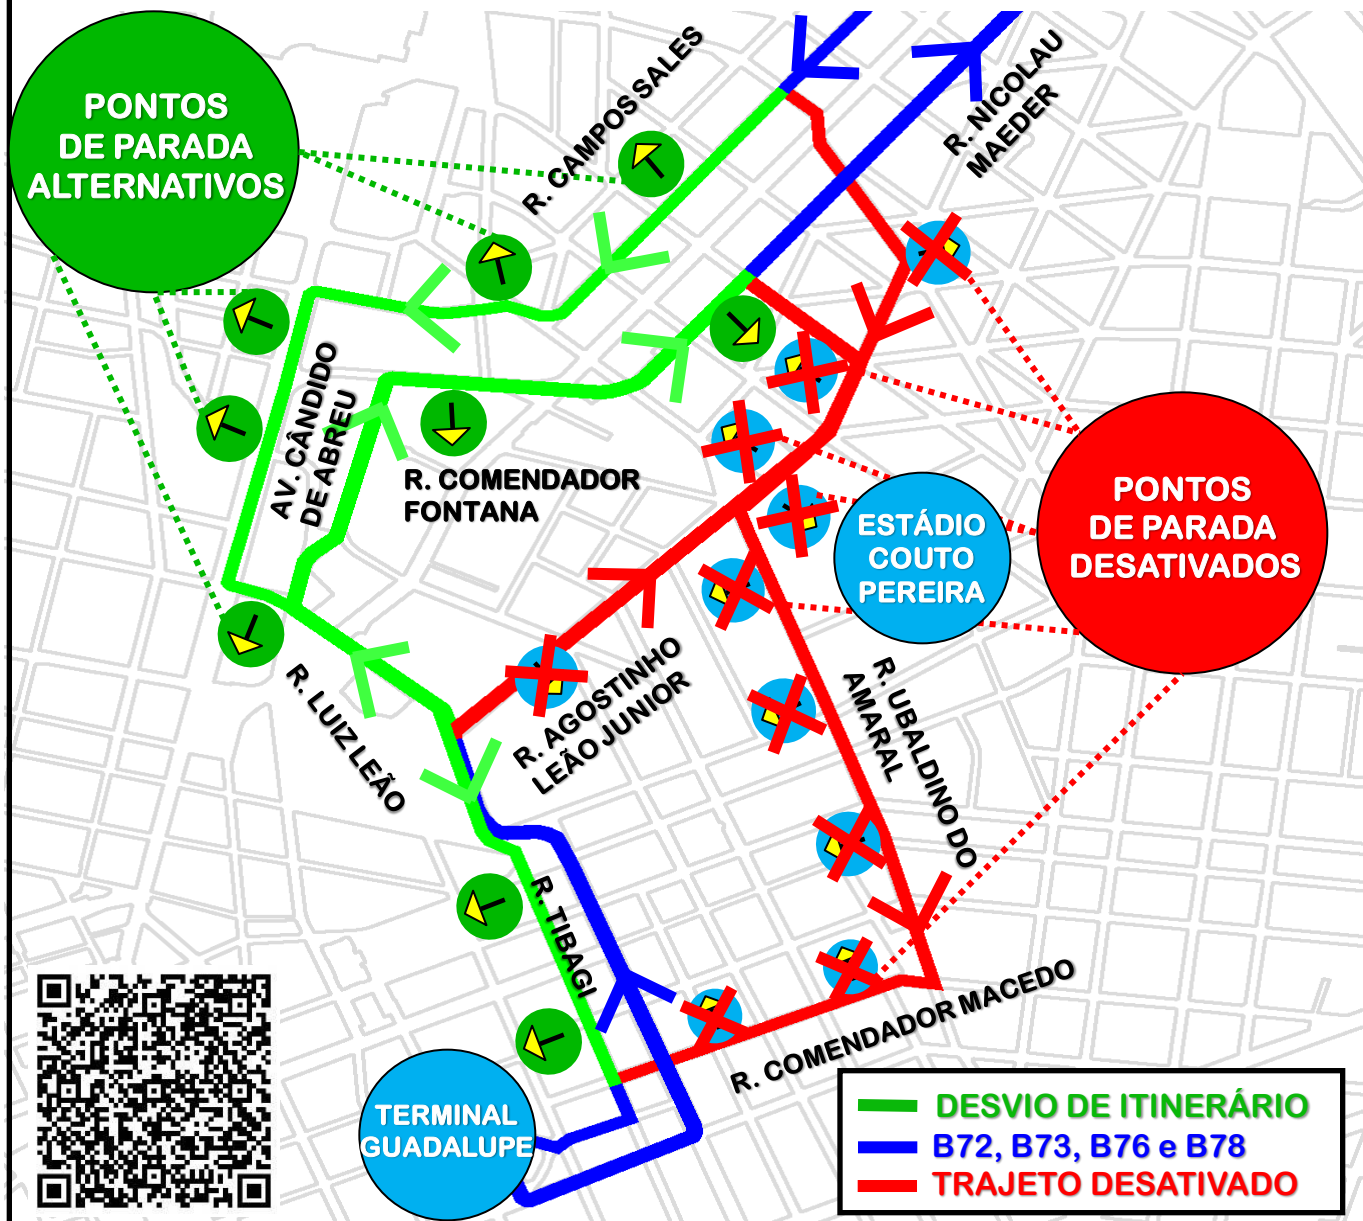 PONTOS
DE PARADA
ALTERNATIVOS
R. CAMPOS SALES
R. NICOLAU
MAEDER
AV. CÂNDIDO
DE ABREU
R. COMENDADOR
FONTANA
ESTÁDIO
COUTO
PEREIRA
PONTOS
DE PARADA
DESATIVADOS
R. LUIZ LEÃO
R. AGOSTINHO
LEÃO JUNIOR
R. UBALDINO DO
AMARAL
R. TIBAGI
R. COMENDADOR MACEDO
TERMINAL
GUADALUPE
DESVIO DE ITINERÁRIO
B72, B73, B76 e B78
TRAJETO DESATIVADO